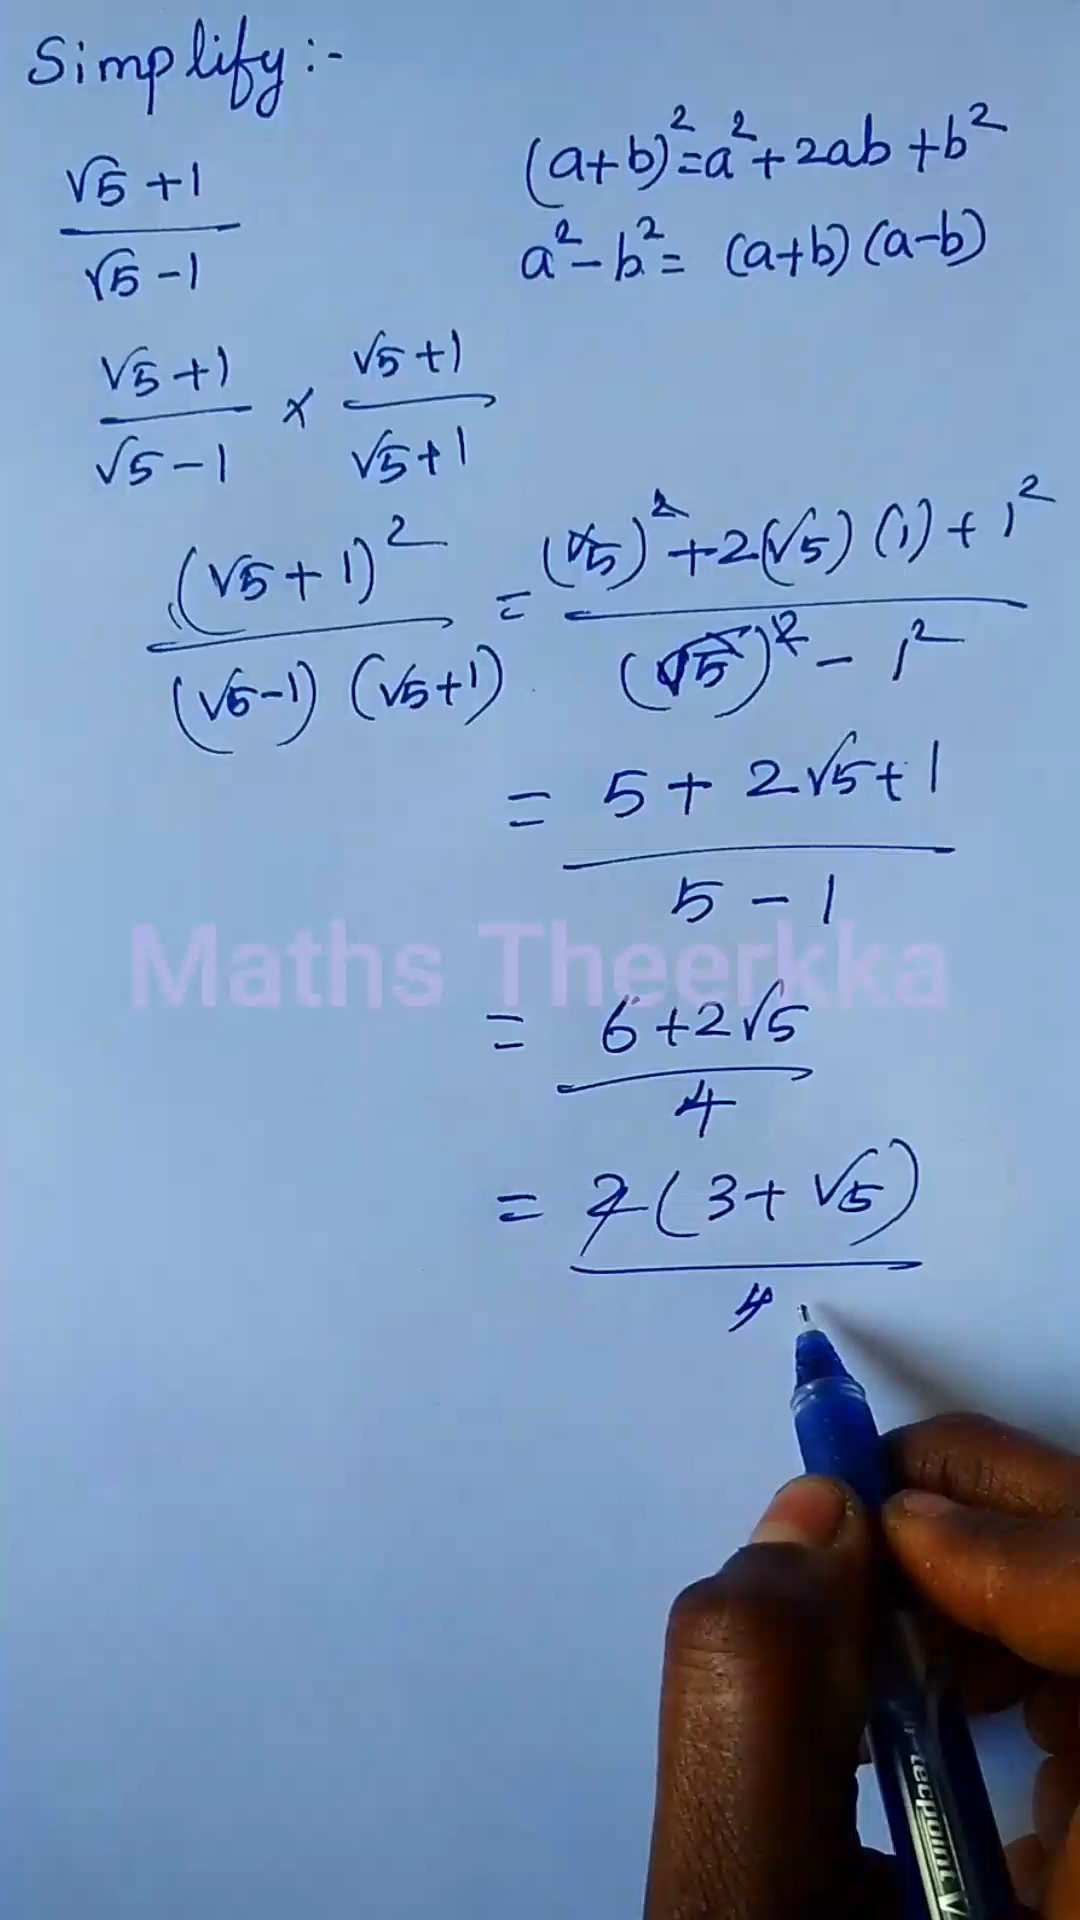 Simplify:-
√5+1
√5-1
(a+b)²=a²+2ab+b²
a²-b²= (a+b)(a-b)
√5+1 × √5+1
√5-1 √5+1
(√5+1)² = (√5)²+2(√5)(1)+1²
(√5-1)(√5+1) (√5)²-1²
= 5+2√5+1
5-1
Maths Theerkka
= 6+2√5
4
= 2(3+√5)
4
tecpoint V